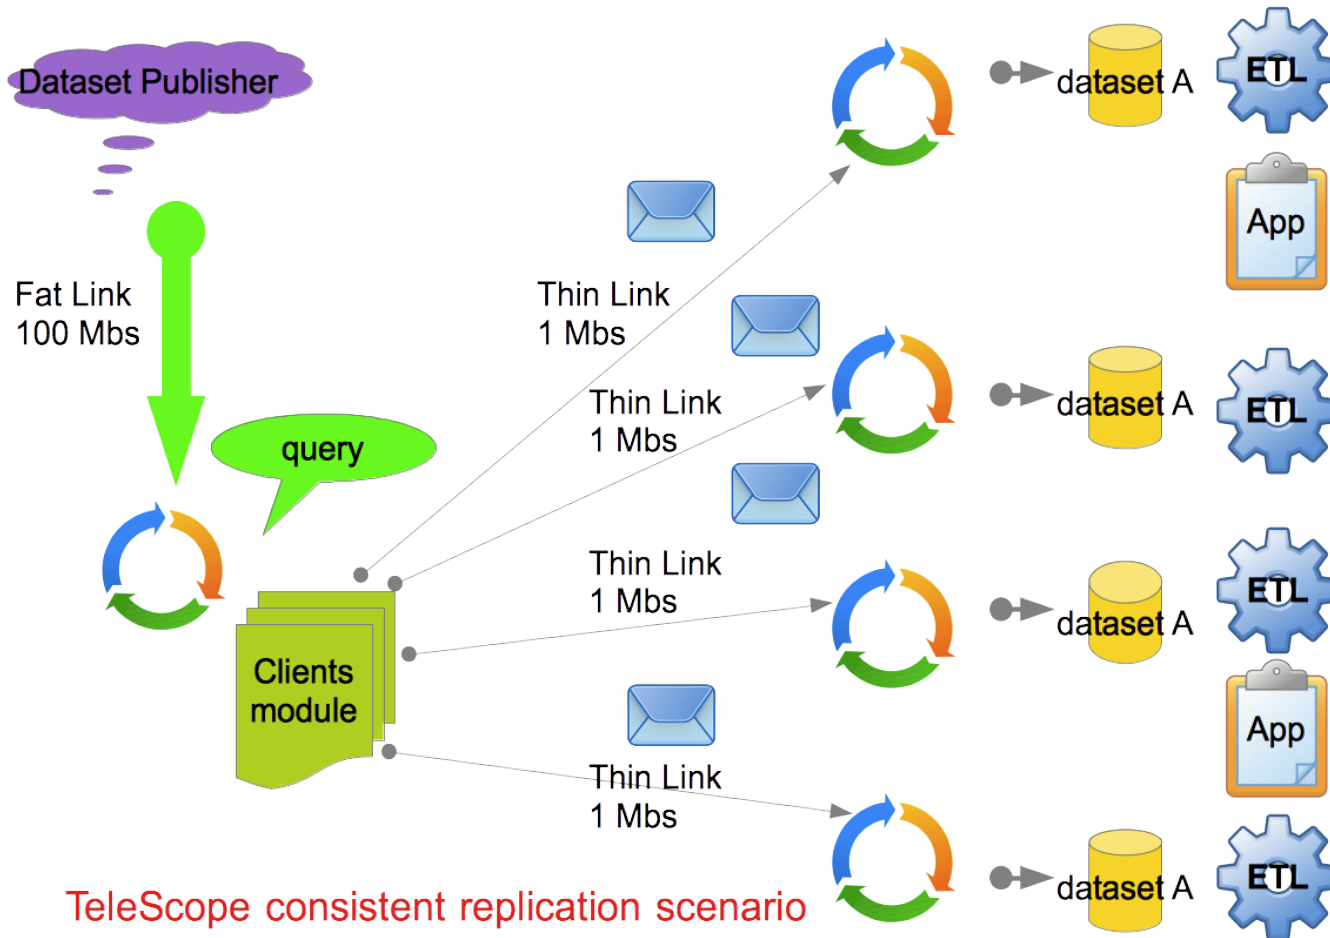 Dataset Publisher
dataset A
ETL
App
Fat Link
100 Mbs
Thin Link
1 Mbs
Thin Link
1 Mbs
dataset A
ETL
query
Thin Link
1 Mbs
dataset A
ETL
Clients
module
App
Thin Link
1 Mbs
dataset A
ETL
TeleScope consistent replication scenario